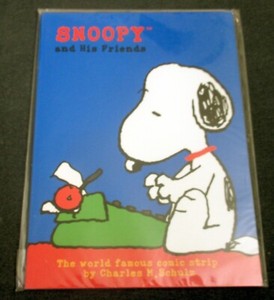 SNOOPY™
and His Friends
The world famous comic strip
by Charles M. Schulz